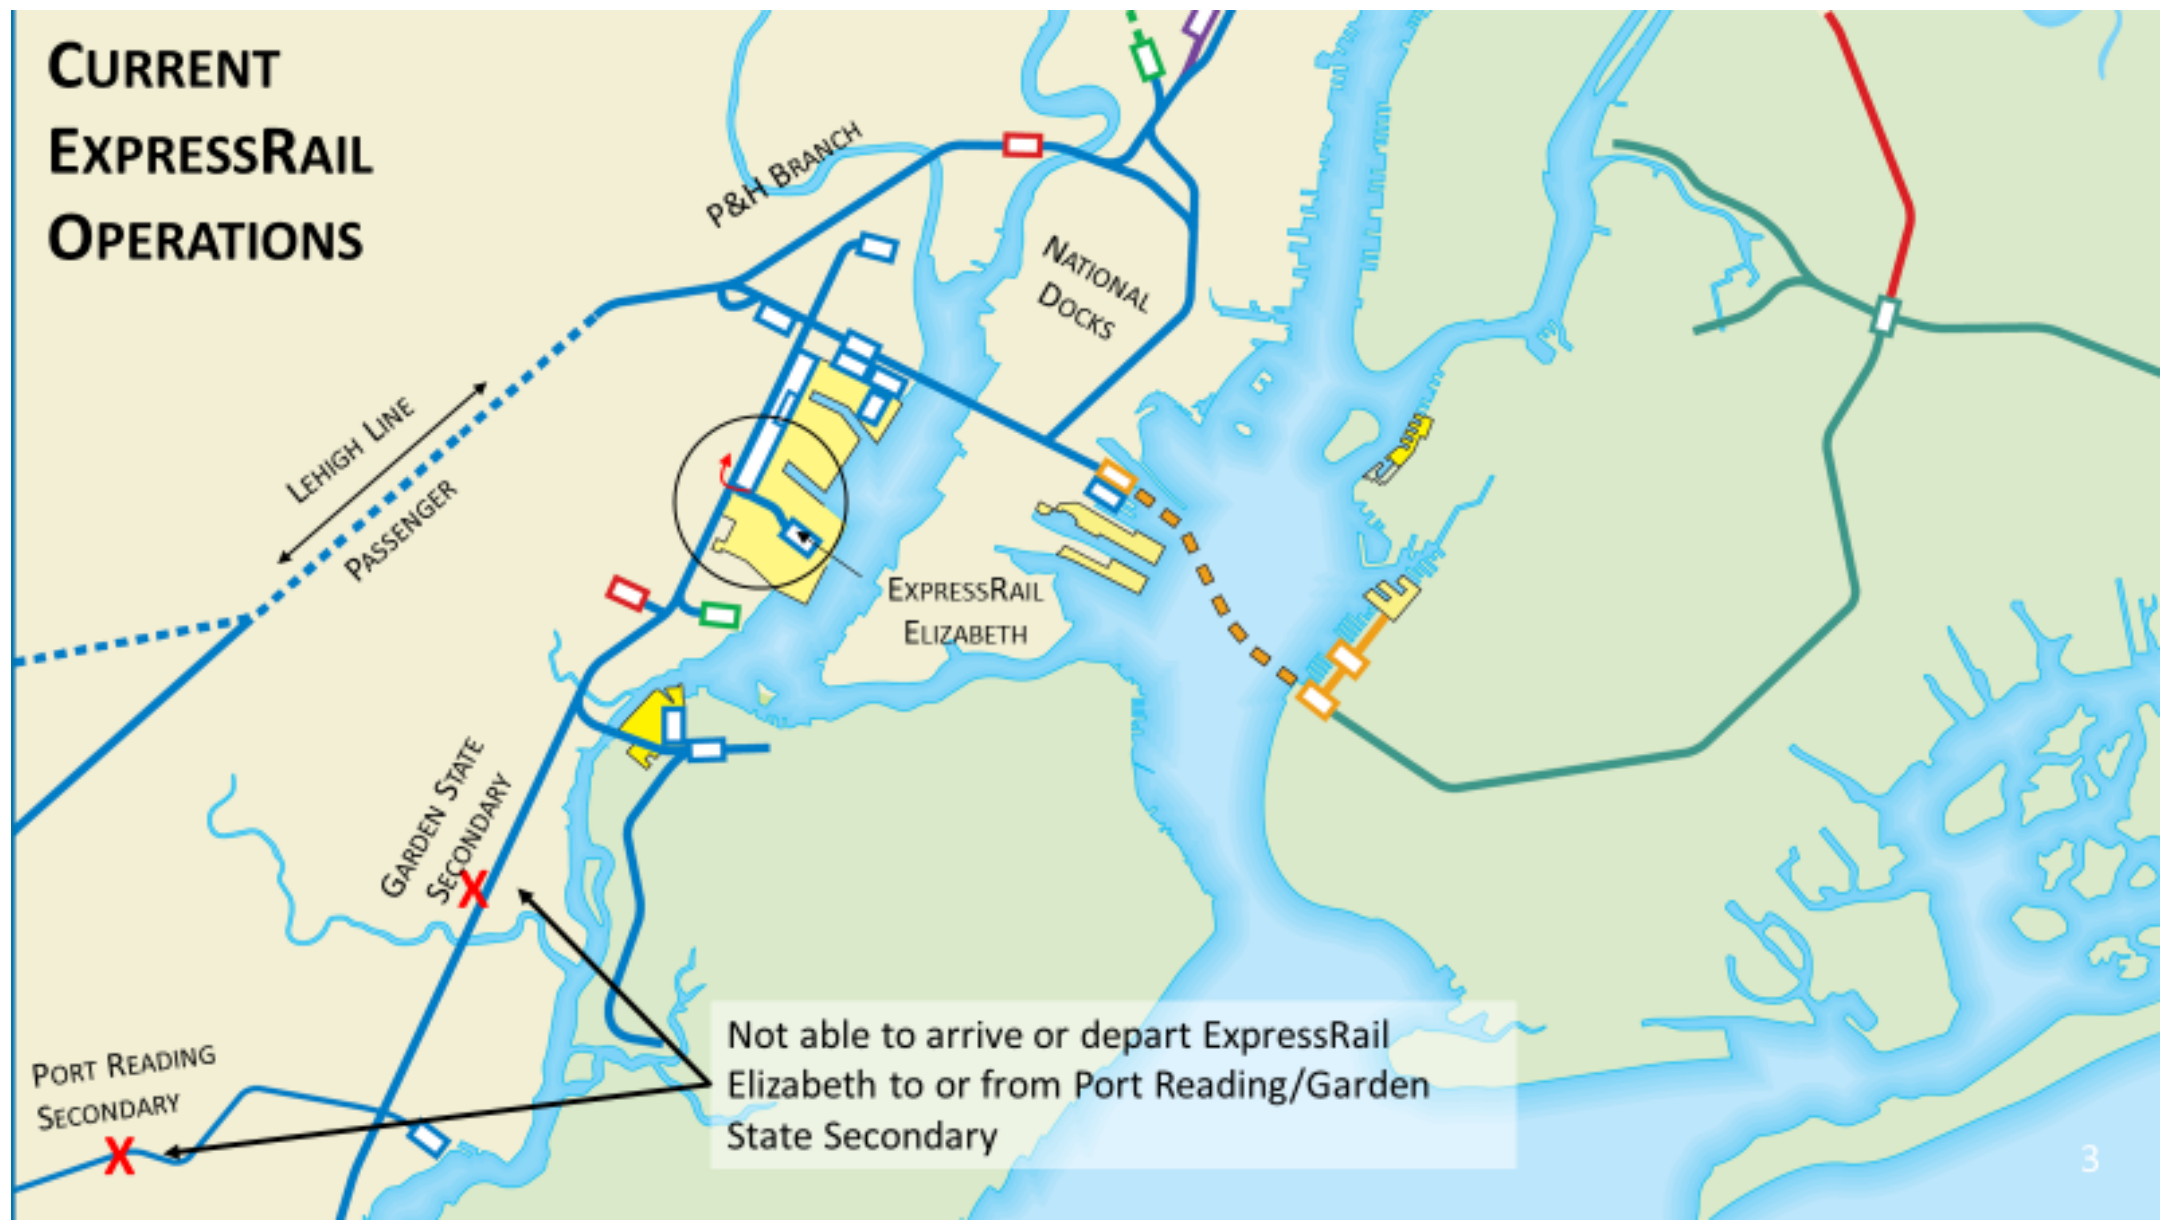 CURRENT
EXPRESSRAIL
OPERATIONS
P&H BRANCH
NATIONAL
DOCKS
LEHIGH LINE
PASSENGER
EXPRESSRAIL
ELIZABETH
GARDEN STATE
SECONDARY
X
PORT READING
SECONDARY
X
Not able to arrive or depart ExpressRail
Elizabeth to or from Port Reading/Garden
State Secondary
3